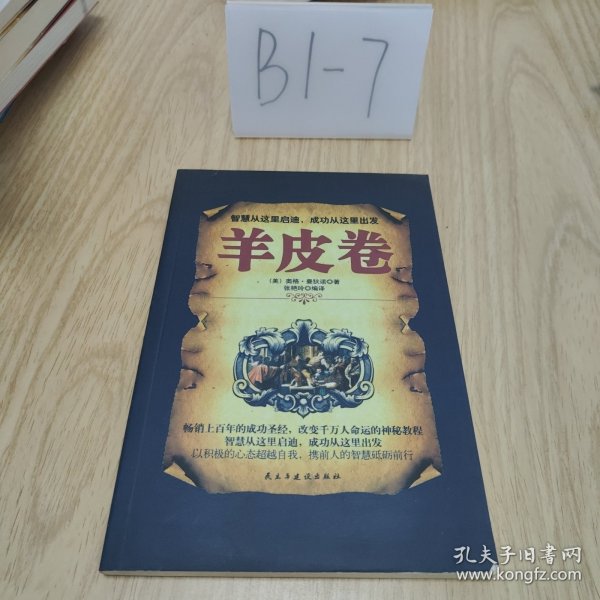 B1-7
智慧从这里启迪，成功从这里出发
羊皮卷
（美）奥格·曼狄诺◎著
张艳玲◎编译
畅销上百年的成功圣经，改变千万人命运的神秘教程
智慧从这里启迪，成功从这里出发
以积极的心态超越自我，携前人的智慧砥砺前行
民主与建设出版社
孔夫子旧书网
www.kongfz.com